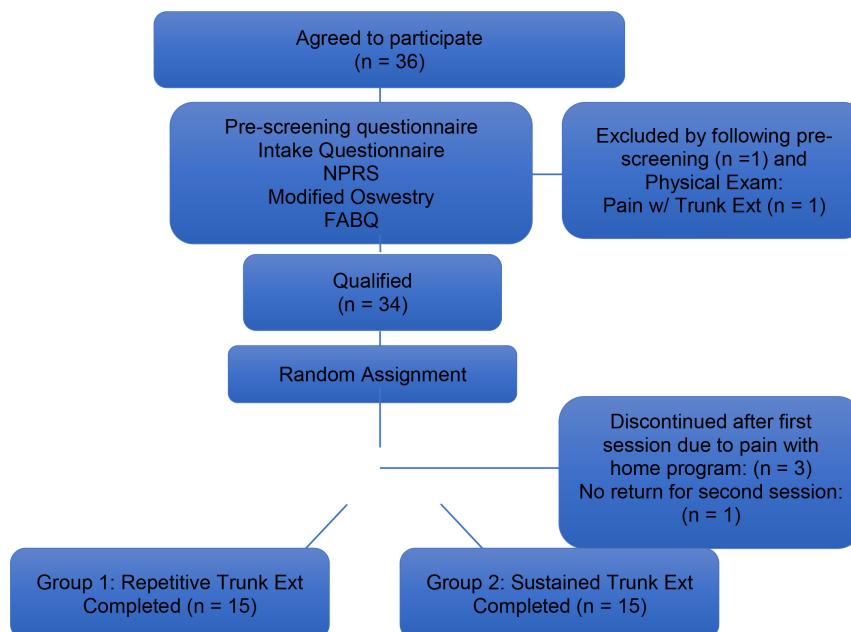 Agreed to participate
(n = 36)
Pre-screening questionnaire
Intake Questionnaire
NPRS
Modified Oswestry
FABQ
Excluded by following pre-
screening (n =1) and
Physical Exam:
Pain w/ Trunk Ext (n = 1)
Qualified
(n = 34)
Random Assignment
Discontinued after first
session due to pain with
home program: (n = 3)
No return for second session:
(n = 1)
Group 1: Repetitive Trunk Ext
Completed (n = 15)
Group 2: Sustained Trunk Ext
Completed (n = 15)